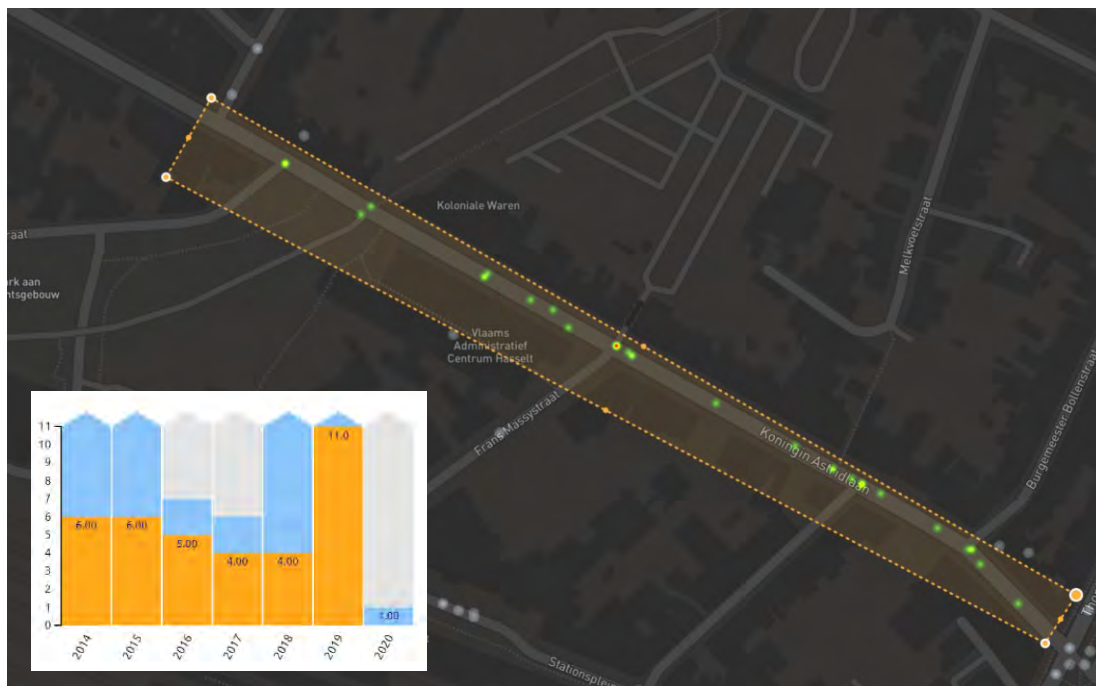 Koloniale Waren
Melkvoetstraat
raat
ark aan
ntsgebouw
Vlaams
Administratief
Centrum Hasselt
Frans Massystraat
Koningin Astridlaan
Burgemeester Bollenstraat
Stationsplein
11
10
9
8
7
6
5
4
3
2
1
0
6.00
6.00
5.00
4.00
4.00
11.0
1.00
2014
2015
2016
2017
2018
2019
2020